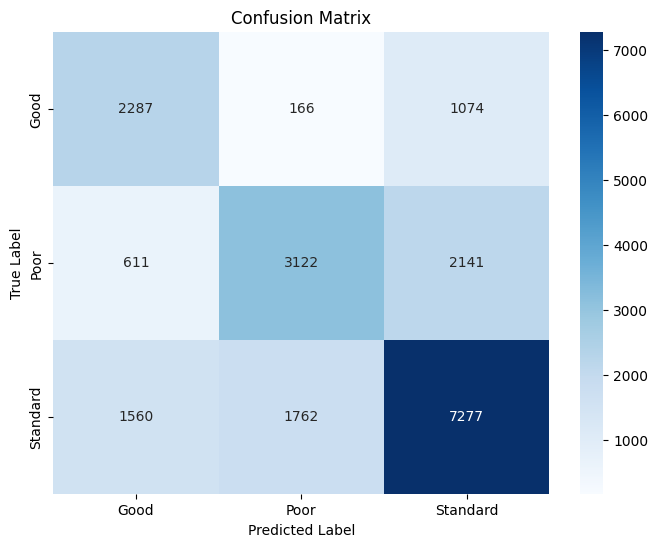 Confusion Matrix
Good
2287
166
1074
Poor
611
3122
2141
Standard
1560
1762
7277
Good
Poor
Standard
Predicted Label
True Label
7000
6000
5000
4000
3000
2000
1000